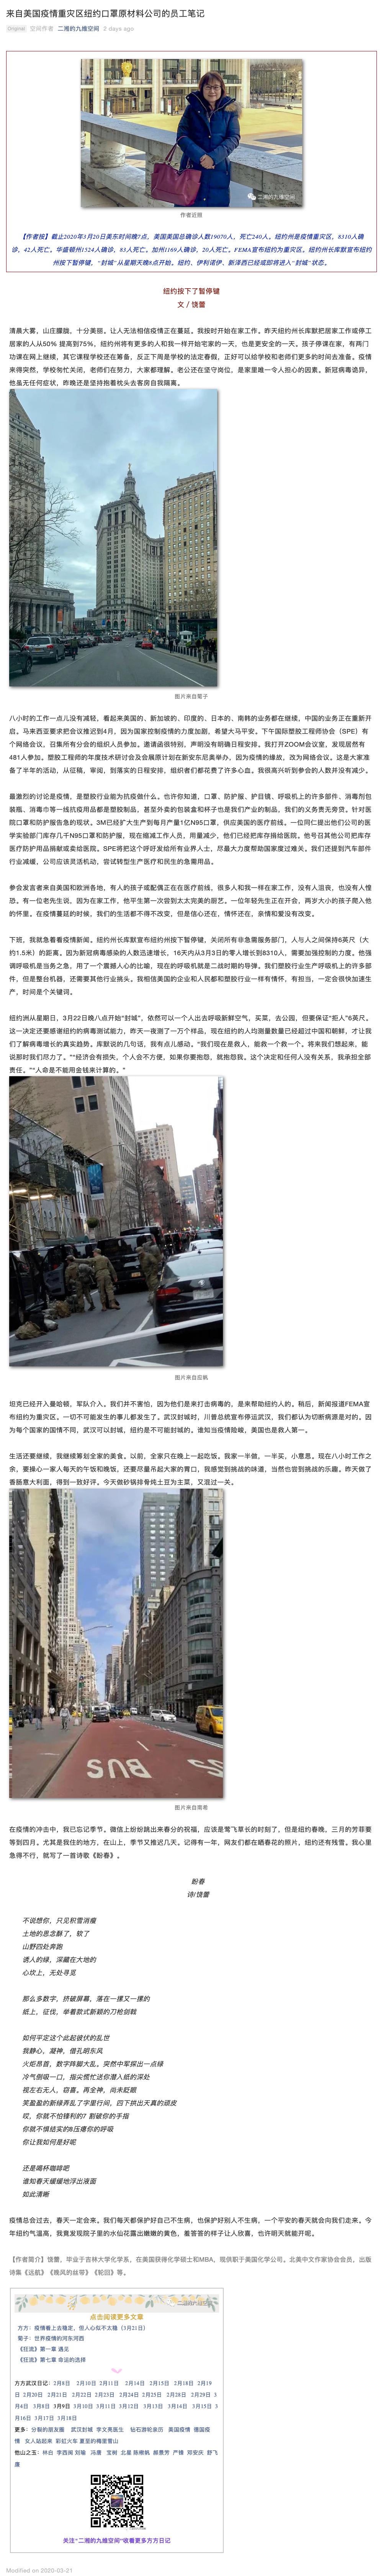 来自美国疫情重灾区纽约口罩原材料公司的员工笔记
Original 空间作者 二湘的九维空间 2 days ago
二湘的九维空间
作者近照
【作者按】截止2020年3月20日美东时间晚7点，美国美国总确诊人数19070人，死亡240人。纽约州是疫情重灾区，8310人确
诊，42人死亡。华盛顿州1524人确诊，83人死亡。加州1169人确诊，20人死亡。FEMA宣布纽约为重灾区。纽约州长库默宣布纽约
州按下暂停键，“封城”从星期天晚8点开始。纽约、伊利诺伊、新泽西已经或即将进入“封城”状态。
纽约按下了暂停键
文 / 饶蕾
清晨大雾，山庄朦胧，十分美丽。让人无法相信疫情正在蔓延。我按时开始在家工作。昨天纽约州长库默把居家工作或停工
居家的人从50% 提高到75%，纽约州将有更多的人和我一样开始宅家的一天，也是更安全的一天。孩子停课在家，有两门
功课在网上继续，其它课程学校还在筹备，反正下周是学校的法定春假，正好可以给学校和老师们更多的时间去准备。疫情
来得突然，学校匆忙关闭，老师们在努力，大家都理解。老公还在坚守岗位，是家里唯一令人担心的因素。新冠病毒诡异，
他虽无任何症状，昨晚还是坚持抱着枕头去客房自我隔离。
图片来自菊子
八小时的工作一点儿没有减轻，看起来美国的、新加坡的、印度的、日本的、南韩的业务都在继续，中国的业务正在重新开
启。马来西亚要求把会议推迟到4月，因为国家控制疫情的力度加剧，希望大马平安。下午国际塑胶工程师协会（SPE）有
个网络会议，召集所有分会的组织人员参加。邀请函很特别，声明没有明确日程安排。我打开ZOOM会议室，发现居然有
481人参加。塑胶工程师的年度技术研讨会及会展原计划在新安东尼奥举办，因为疫情的缘故，改为网络会议。这是大家准
备了半年的活动，从征稿，审阅，到落实的日程安排，组织者们都花费了许多心血。我很高兴听到参会的人数并没有减少。
最激烈的讨论是疫情，是塑胶行业能为抗疫做什么。也许你知道，口罩、防护服、护目镜、呼吸机上的许多部件，消毒剂包
装瓶、消毒巾等一线抗疫用品都是塑胶制品，甚至外卖的包装盒和杯子也是我们产业的制品，我们的义务责无旁贷。针对医
院口罩和防护服告急的现状。3M已经扩大生产到每月产量1亿N95口罩，供应美国的医疗前线。一位同仁提出他们公司的医
学实验部门库存几千N95口罩和防护服，现在缩减工作人员，用量减少，他们已经把库存捐给医院。他号召其他公司把库存
医疗防护用品捐献或卖给医院。SPE将把这个呼吁发给所有业界人士，尽最大力度帮助国家度过难关。我们还提到汽车部件
行业减缓，公司应该灵活机动，尝试转型生产医疗和民生的急需用品。
参会发言者来自美国和欧洲各地，有人的孩子或配偶正在在医疗前线，很多人和我一样在家工作，没有人沮丧，也没有人惶
恐。有一位老先生说，因为在家工作，他平生第一次尝到太太完美的厨艺。一位年轻先生正在开会，两岁大小的孩子爬入他
的怀里。在疫情蔓延的时候，我们的生活都不得不改变，但是信心还在，情怀还在，亲情和爱没有改变。
下班，我就急着看疫情新闻。纽约州长库默宣布纽约州按下暂停键，关闭所有非急需服务部门，人与人之间保持6英尺（大
约1.5米）的距离。因为新冠病毒感染的人数迅速增长，16天内从3月3日的零人增长到8310人，需要加强控制的力度。他强
调呼吸机是当务之急，用了一个震撼人心的比喻，现在的呼吸机就是二战时期的导弹。我们塑胶行业生产呼吸机上的许多部
件，但是整台机器，还需要其他行业搞头。我相信美国的企业人和民都和塑胶行业一样有情怀，有担当，一定会很快加速生
产，时间是个关键词。
纽约州从星期日，3月22日晚八点开始“封城”，依然可以一个人出去呼吸新鲜空气，买菜，去公园，但要保证“拒人”6英尺。
这一决定还要感谢纽约的病毒测试能力，昨天一夜测了一万个样品，现在纽约的人均测量数量已经超过中国和朝鲜，才让我
们了解病毒增长的真实趋势。库默说的几句话，我有点儿感动。“我们现在是救人，能救一个救一个。将来我们想起来，能
说那时我们尽力了。”“经济会有损失，个人会不方便，如果你要抱怨，就抱怨我。这个决定和任何人没有关系，我承担全部
责任。”“人命是不能用金钱来计算的。”
图片来自应帆
坦克已经开入曼哈顿，军队介入。我们并不害怕，因为他们是来打击病毒的，是来帮助纽约人的。稍后，新闻报道FEMA宣
布纽约为重灾区。一切不可能发生的事儿都发生了。武汉封城时，川普总统宣布停运武汉，我们都认为切断病源是对的。因
为每个国家的国情不同，武汉可以封城，纽约是不可能封城的。谁知当疫情险峻，美国也是救人第一。
生活还要继续，我继续筹划全家的美食。以前，全家只在晚上一起吃饭。我家一半做，一半买，小意思。现在八小时工作之
余，要操心一家人每天的午饭和晚饭，还要尽量吊起大家的胃口，我感觉到挑战的味道，当然也尝到挑战的乐趣。昨天做了
香肠意大利面，得到一致好评。今天做砂锅排骨炖土豆为主菜，又混过一关。
图片来自南希
在疫情的冲击中，我已忘记季节。微信上纷纷跳出来春分的祝福，应该是莺飞草长的时刻了，但是纽约春晚，三月的芳菲要
等到四月。尤其是我住的地方，在山上，季节又推迟几天。记得有一年，网友们都在晒春花的照片，纽约还有残雪。我心里
急得不行，就写了一首诗歌《盼春》。
盼春
诗/饶蕾
不说想你，只见积雪消瘦
土地的思念酥了，软了
山野四处奔跑
诱人的绿，深藏在大地的
心坎上，无处寻觅
那么多数字，挤破屏幕，落在一摞又一摞的
纸上，征伐，举着款式新颖的刀枪剑戟
如何平定这个此起彼伏的乱世
我静心，凝神，借孔明东风
火炬昂首，数字阵脚大乱。突然中军探出一点绿
冷气倒吸一口，指尖慌忙送你潜入纸的深处
视左右无人，窃喜。再全神，尚未眨眼
笑盈盈的新绿弄乱了字里行间，四下拱出天真的顽皮
哎，你就不怕锋利的7 割破你的手指
你就不惧结实的8压瘪你的呼吸
你让我如何是好呢
还是喝杯咖啡吧
谁知春天缓缓地浮出液面
如此清晰
疫情总会过去，春天一定会来。我们每天都保护好自己不生病，也保护好别人不生病，一个平安的春天就会向我们走来。今
年纽约气温高，我竟发现院子里的水仙花露出嫩嫩的黄色，羞答答的样子让人欣喜，也许明天就能开呢。
【作者简介】饶蕾，毕业于吉林大学化学系，在美国获得化学硕士和MBA，现供职于美国化学公司。北美中文作家协会会员，出版
诗集《远航》《晚风的丝带》《轮回》等。
二湘的九维空间
点击阅读更多文章
方方：疫情看上去稳定，但人心似不太稳（3月21日）
菊子：世界疫情的河东河西
《狂流》第一章 遇见
《狂流》第七章 命运的选择
方方武汉日记：2月8日 2月10日 2月11日 2月14日 2月15日 2月18日 2月19
日 2月20日 2月21日 2月22日 2月23日 2月24日 2月25日 2月28日 2月29日 3
月4日 3月8日 3月9日 3月10日 3月11日 3月12日 3月13日 3月14日 3月15日 3
月16日 3月17日 3月18日
更多：分裂的朋友圈 武汉封城 李文亮医生 钻石游轮亲历 美国疫情 德国疫
情 女人站起来 彩虹火车 夏至的梅里雪山
他山之玉：林白 李西闽 刘瑜 冯唐 宝树 北星 陈楸帆 郝景芳 严锋 邓安庆 舒飞
廉
关注“二湘的九维空间”收看更多方方日记
Modified on 2020-03-21